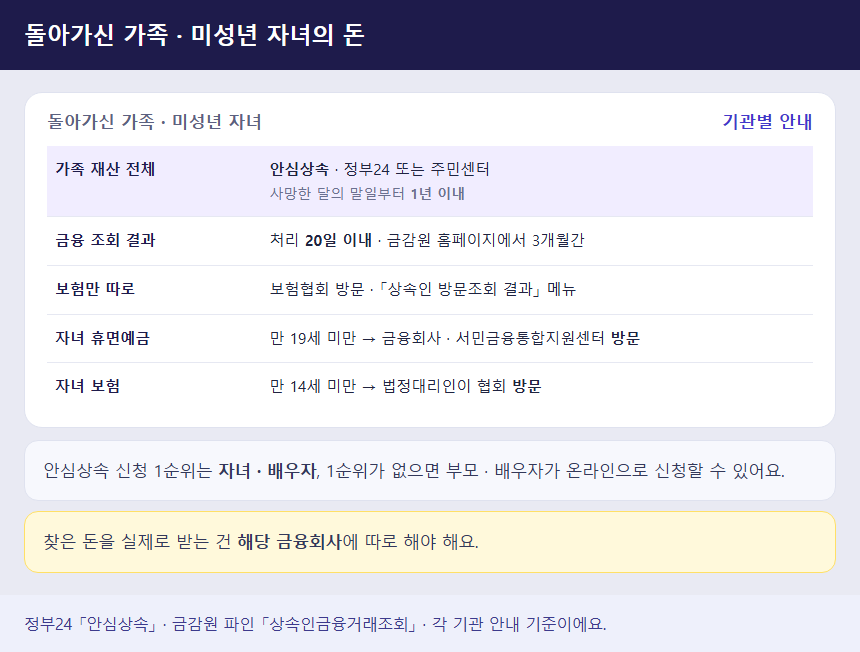 돌아가신 가족 · 미성년 자녀의 돈
돌아가신 가족 · 미성년 자녀
기관별 안내
가족 재산 전체
안심상속 · 정부24 또는 주민센터
사망한 달의 말일부터 1년 이내
금융 조회 결과
처리 20일 이내 · 금감원 홈페이지에서 3개월간
보험만 따로
보험협회 방문 · 「상속인 방문조회 결과」 메뉴
자녀 휴면예금
만 19세 미만 → 금융회사 · 서민금융통합지원센터 방문
자녀 보험
만 14세 미만 → 법정대리인이 협회 방문
안심상속 신청 1순위는 자녀 · 배우자, 1순위가 없으면 부모 · 배우자가 온라인으로 신청할 수 있어요.
찾은 돈을 실제로 받는 건 해당 금융회사에 따로 해야 해요.
정부24 「안심상속」 · 금감원 파인 「상속인금융거래조회」 · 각 기관 안내 기준이에요.